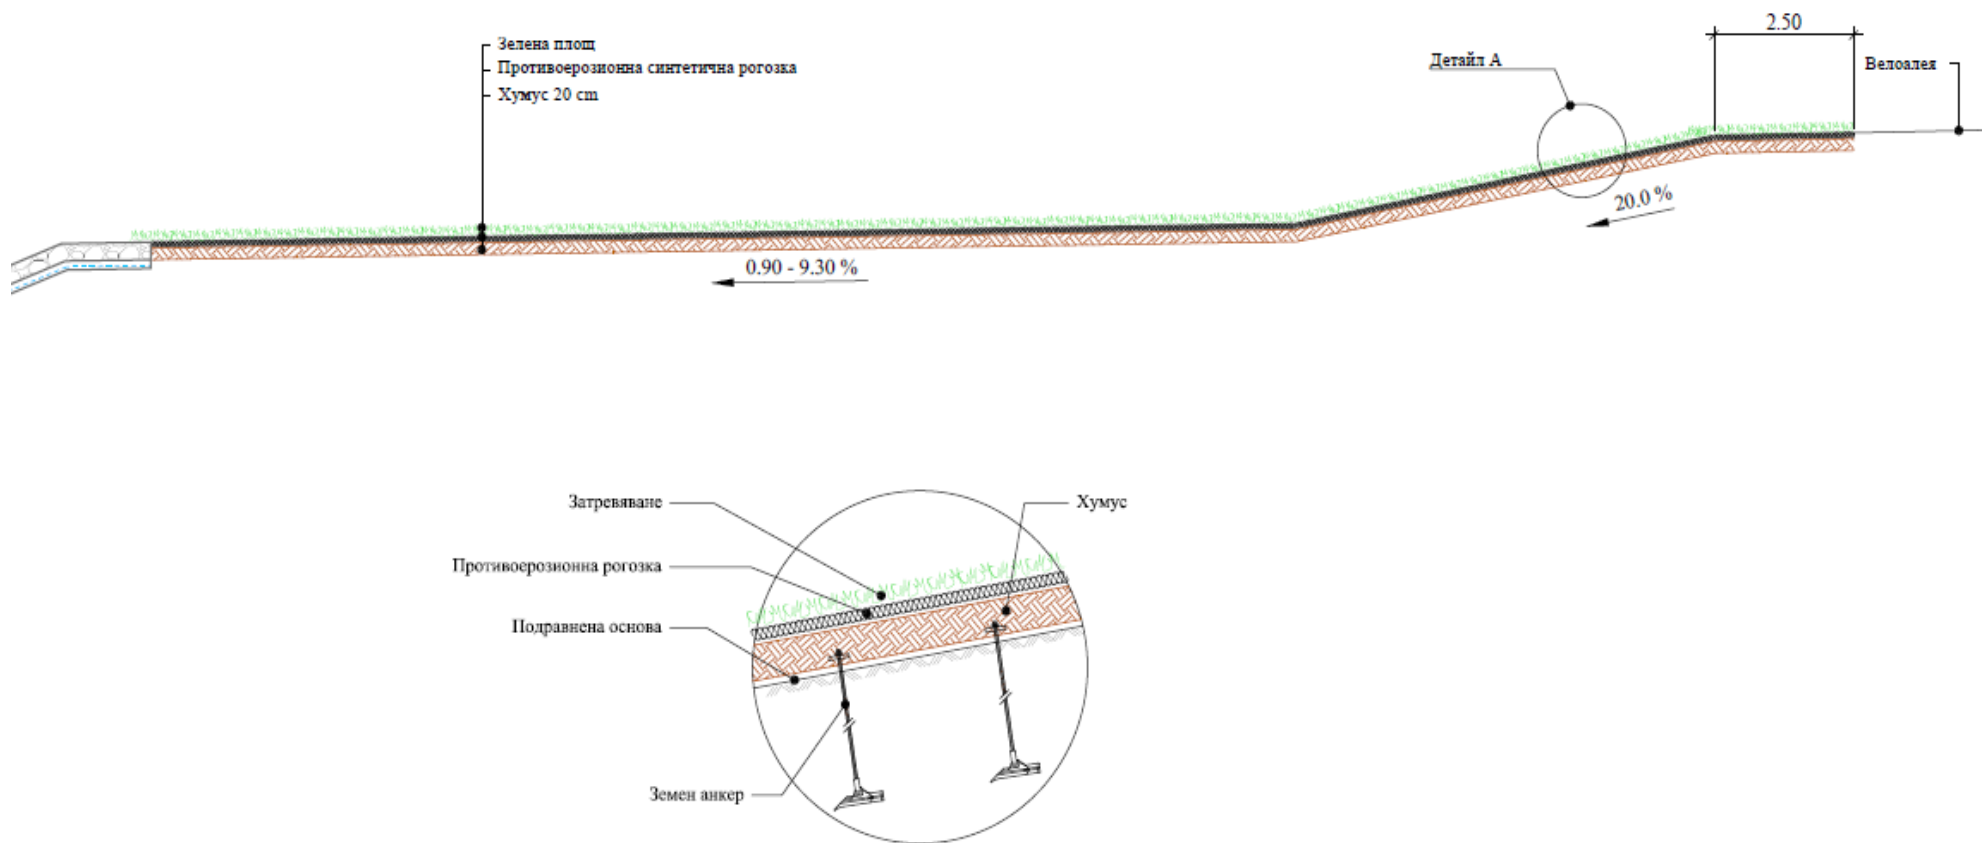 2.50
Зелена площ
Противоерозионна синтетична рогозка
Хумус 20 cm
Детайл А
Велоалея
20.0 %
0.90 - 9.30 %
Затревяване
Хумус
Противоерозионна рогозка
Подравнена основа
Земен анкер